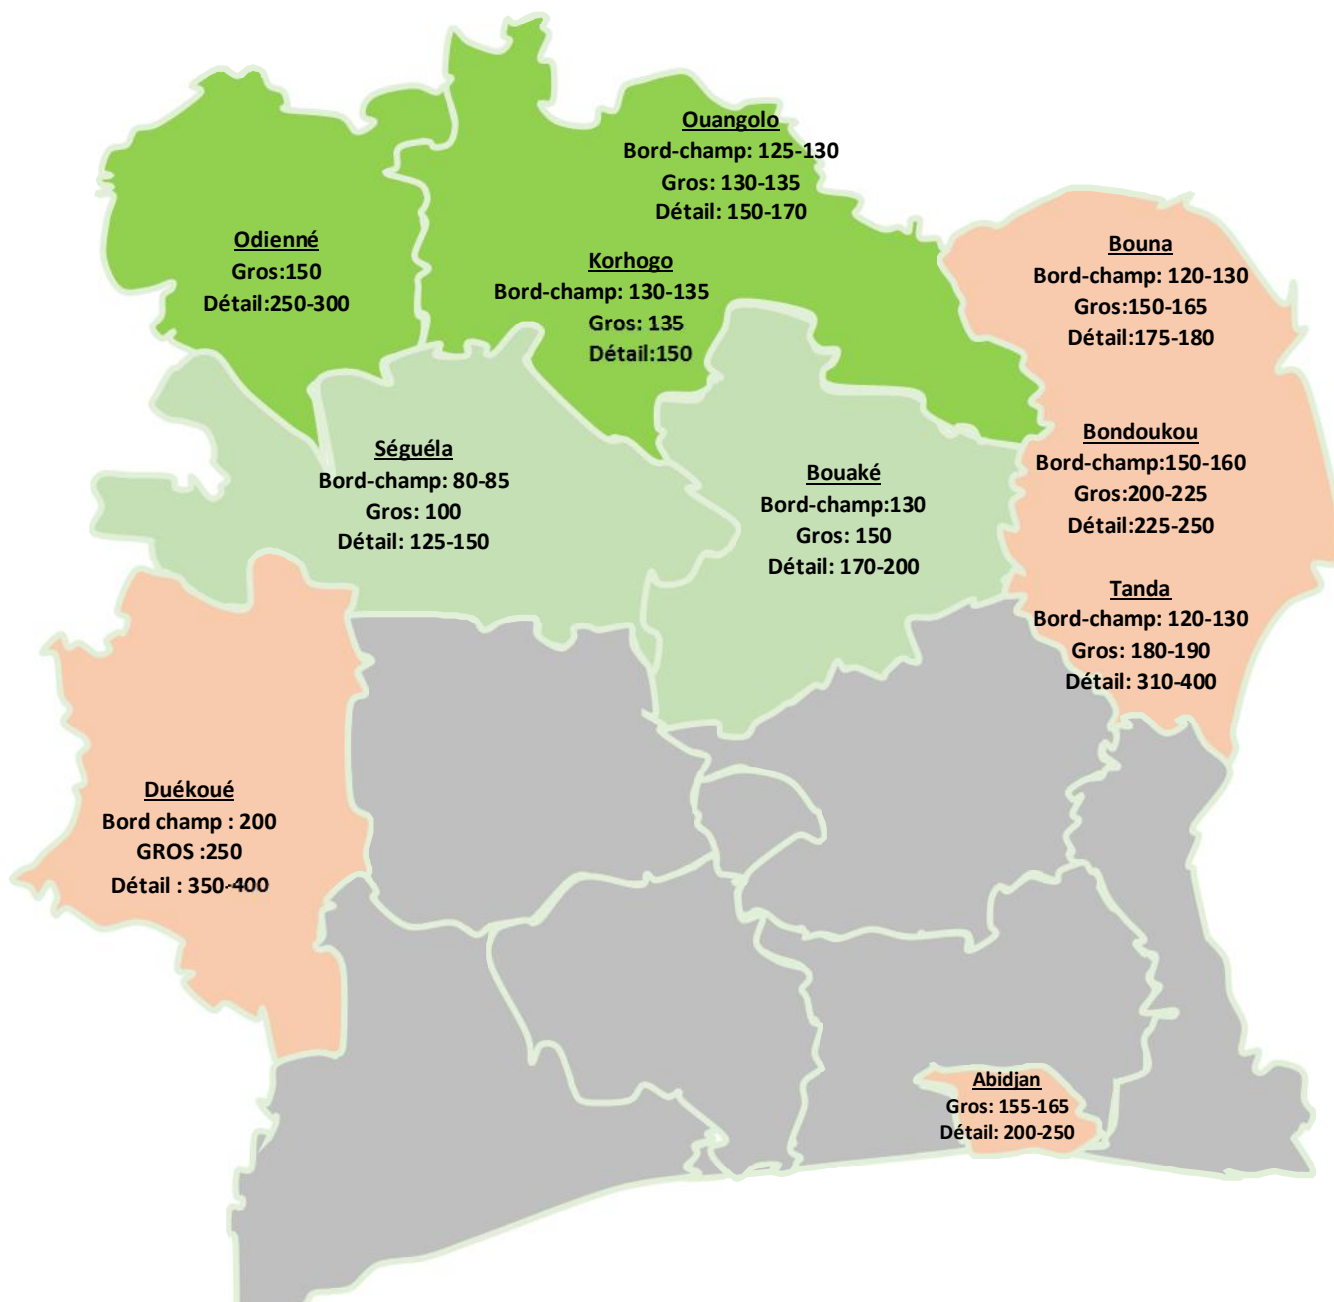 Ouangolo
Bord-champ: 125-130
Gros: 130-135
Détail: 150-170
Odienné
Gros:150
Détail:250-300
Korhogo
Bord-champ: 130-135
Gros: 135
Détail:150
Bouna
Bord-champ: 120-130
Gros:150-165
Détail:175-180
Séguéla
Bord-champ: 80-85
Gros: 100
Détail: 125-150
Bouaké
Bord-champ:130
Gros: 150
Détail: 170-200
Bondoukou
Bord-champ:150-160
Gros:200-225
Détail:225-250
Tanda
Bord-champ: 120-130
Gros: 180-190
Détail: 310-400
Duékoué
Bord champ : 200
GROS :250
Détail : 350-400
Abidjan
Gros: 155-165
Détail: 200-250